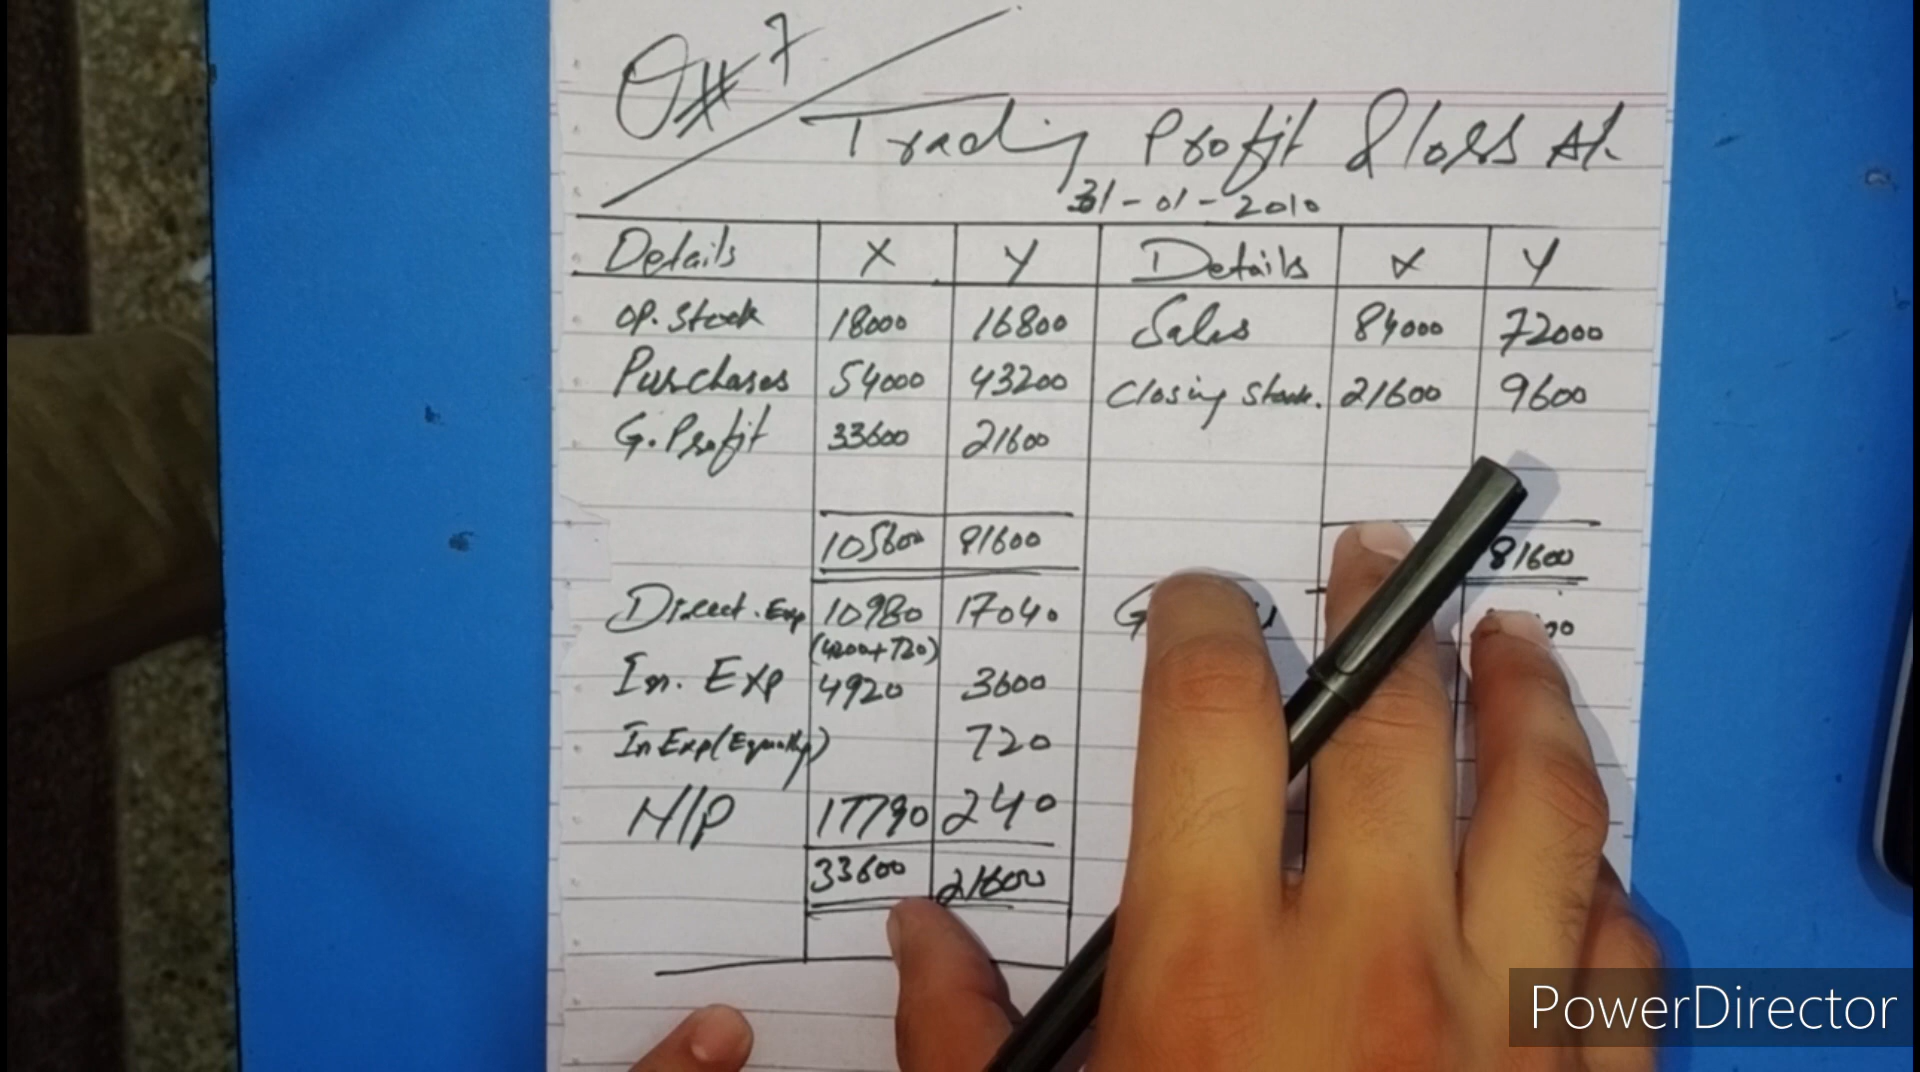 Q#7
Trading Profit & loss A/.
31-01-2010
Details X Y Details X Y
OP. Stock 18000 16800 Sales 84000 72000
Purchases 54000 43200 Closing Stock. 21600 9600
G. Profit 33600 21600
105600 81600 81600
Direct. Exp 10980 17040 G
(4200+720)
In. Exp 4920 3600
In Exp(Equally) 720
N/P 17790 240
33600 21600
PowerDirector